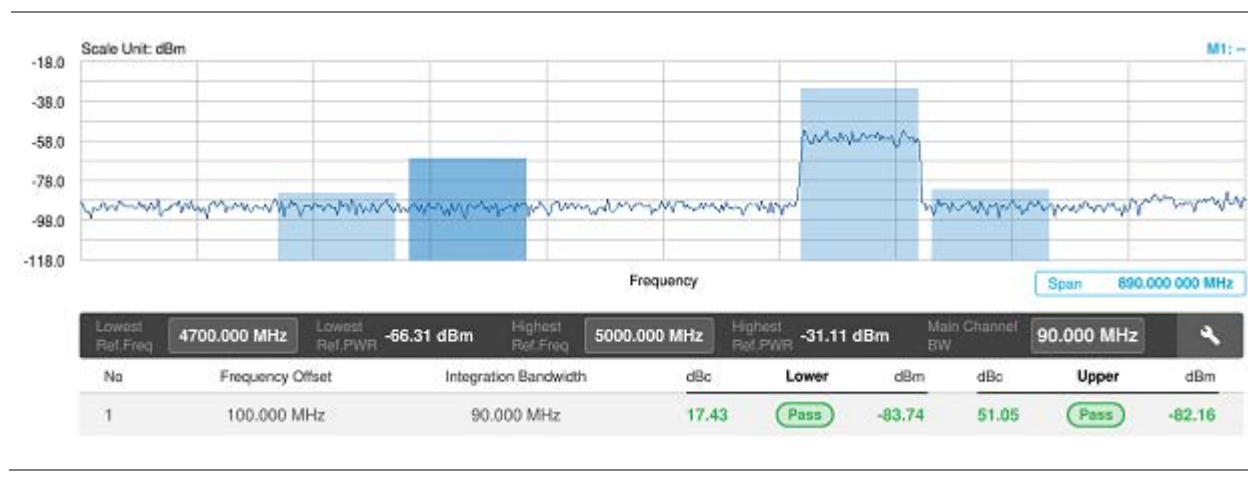 Scale Unit: dBm
M1: --
-18.0
-38.0
-58.0
-78.0
-98.0
-118.0
Frequency
Span 890.000 000 MHz
Lowest Ref.Freq 4700.000 MHz Lowest Ref.PWR -66.31 dBm Highest Ref.Freq 5000.000 MHz Highest Ref.PWR -31.11 dBm Main Channel BW 90.000 MHz
No Frequency Offset Integration Bandwidth dBc Lower dBm dBc Upper dBm
1 100.000 MHz 90.000 MHz 17.43 Pass -83.74 51.05 Pass -82.16